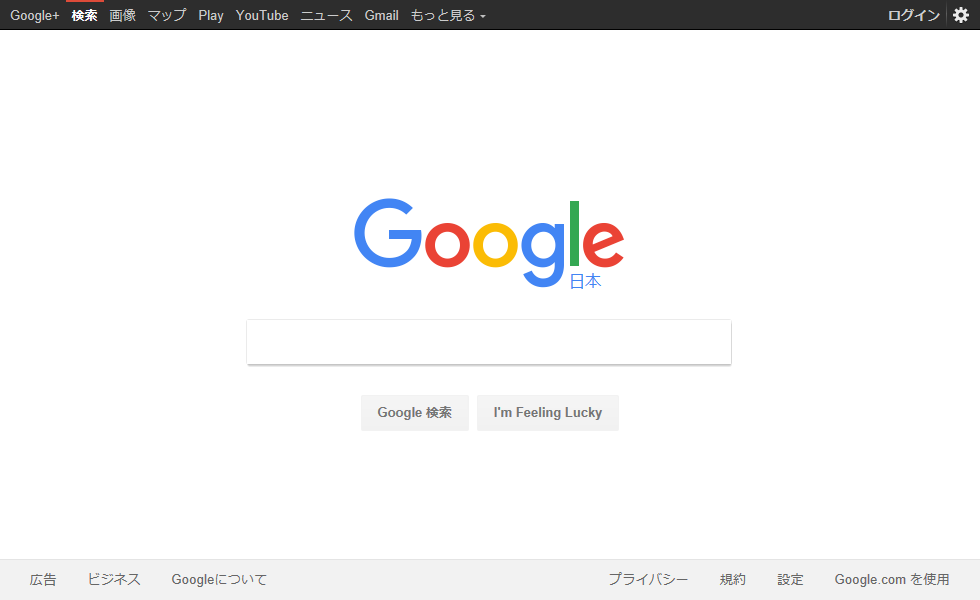 Google+ 検索 画像 マップ Play YouTube ニュース Gmail もっと見る ログイン
Google
日本
Google 検索 I'm Feeling Lucky
広告 ビジネス Googleについて プライバシー 規約 設定 Google.com を使用